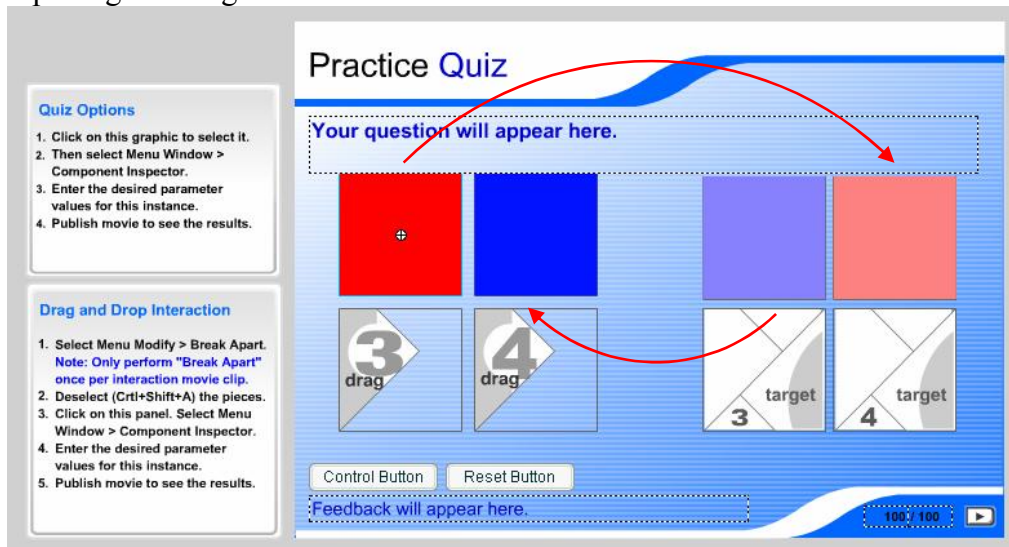 Practice Quiz
Quiz Options
1. Click on this graphic to select it.
2. Then select Menu Window >
Component Inspector.
3. Enter the desired parameter
values for this instance.
4. Publish movie to see the results.
Drag and Drop Interaction
1. Select Menu Modify > Break Apart.
Note: Only perform "Break Apart"
once per interaction movie clip.
2. Deselect (Crtl+Shift+A) the pieces.
3. Click on this panel. Select Menu
Window > Component Inspector.
4. Enter the desired parameter
values for this instance.
5. Publish movie to see the results.
Your question will appear here.
3
drag
4
drag
target
3
target
4
Control Button
Reset Button
Feedback will appear here.
100 / 100